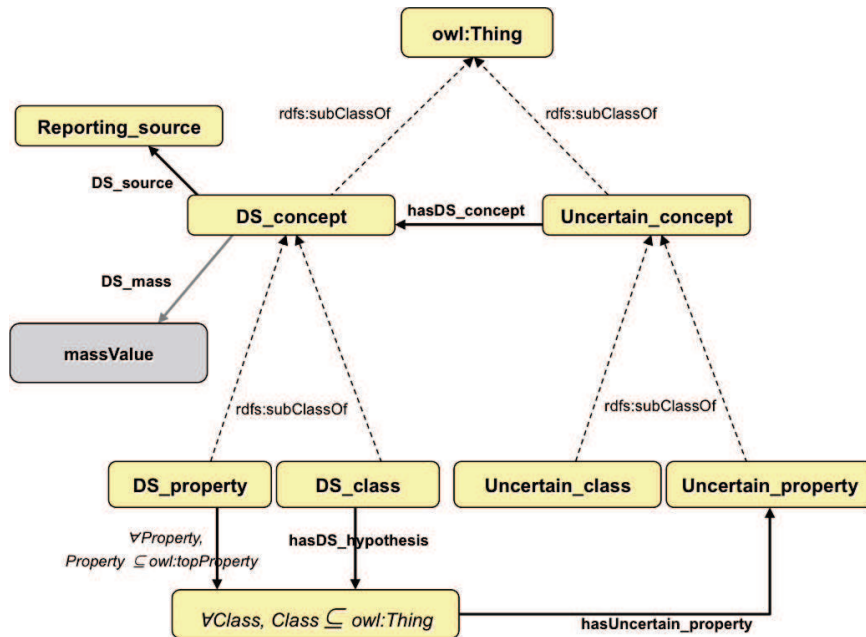 owl:Thing
rdfs:subClassOf
rdfs:subClassOf
Reporting_source
DS_source
DS_concept
hasDS_concept
Uncertain_concept
DS_mass
massValue
rdfs:subClassOf
rdfs:subClassOf
DS_property
DS_class
Uncertain_class
Uncertain_property
∀Property,
Property ⊆ owl:topProperty
hasDS_hypothesis
∀Class, Class ⊆ owl:Thing
hasUncertain_property